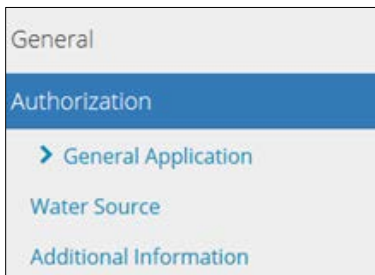 General
Authorization
General Application
Water Source
Additional Information